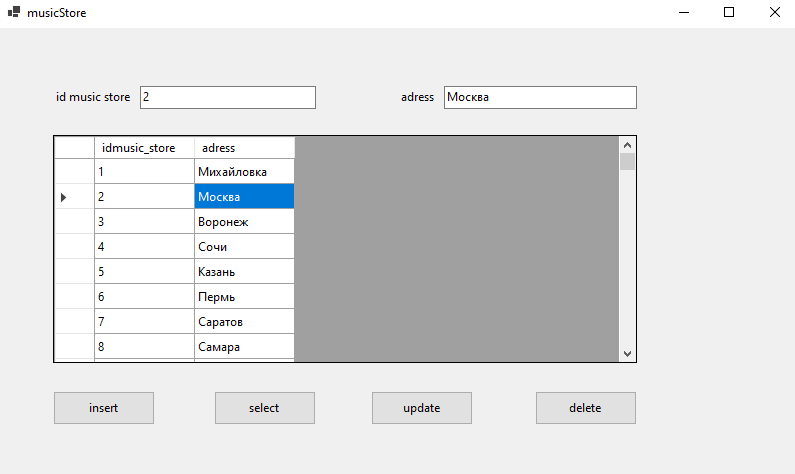 musicStore
id music store 2 adress Москва
idmusic_store adress
1 Михайловка
2 Москва
3 Воронеж
4 Сочи
5 Казань
6 Пермь
7 Саратов
8 Самара
insert select update delete